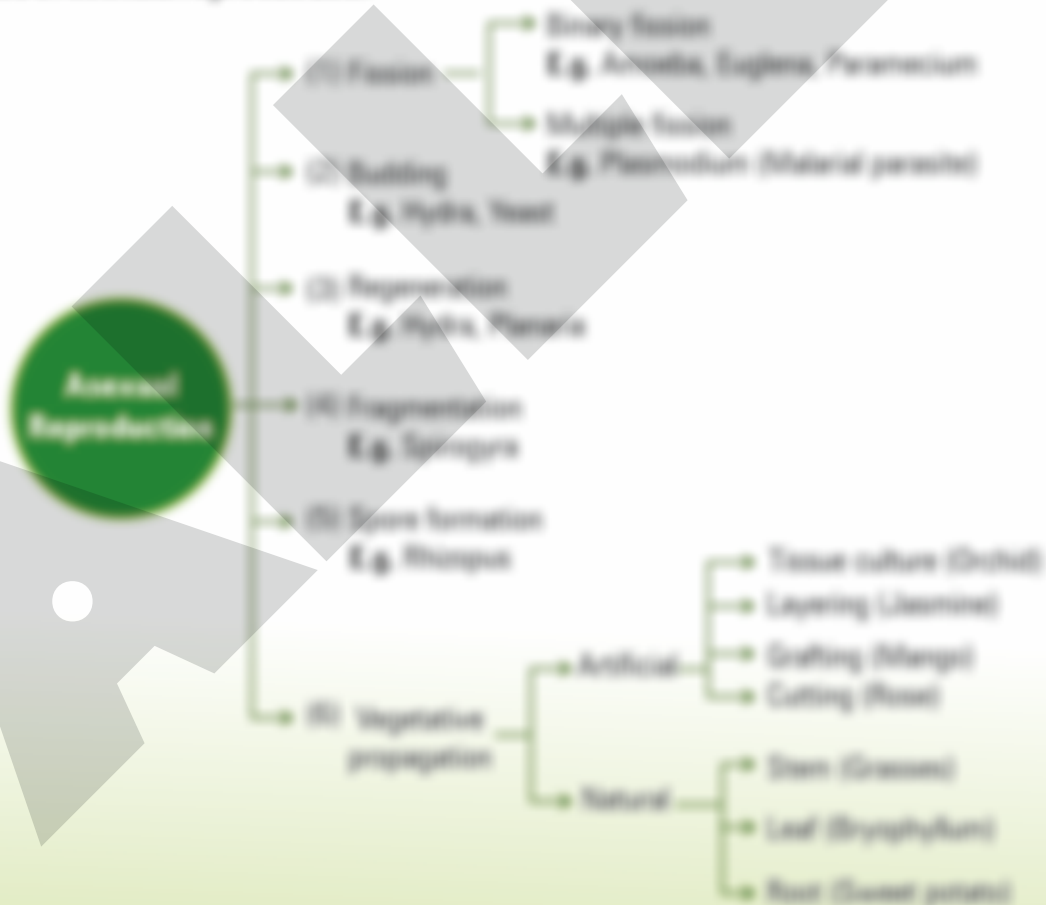 Asexual
Reproduction
(1) Fission
Binary fission
E.g. Amoeba, Euglena, Paramecium
Multiple fission
E.g. Plasmodium (Malarial parasite)
(2) Budding
E.g. Hydra, Yeast
(3) Regeneration
E.g. Hydra, Planaria
(4) Fragmentation
E.g. Spirogyra
(5) Spore formation
E.g. Rhizopus
(6) Vegetative
propagation
Artificial
Tissue culture (Orchid)
Layering (Jasmine)
Grafting (Mango)
Cutting (Rose)
Natural
Stem (Grasses)
Leaf (Bryophyllum)
Root (Sweet potato)